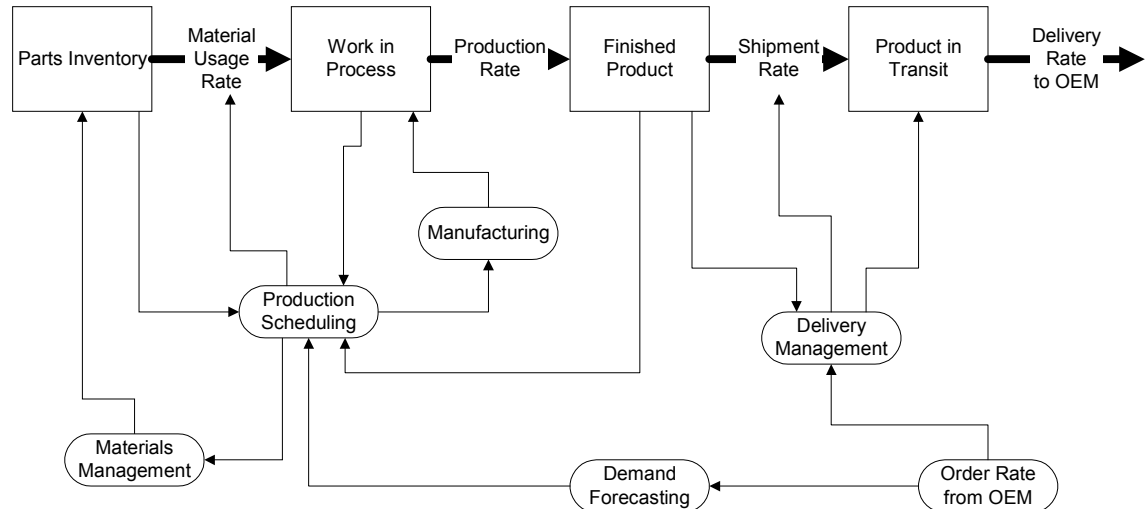 Parts Inventory
Material
Usage
Rate
Work in
Process
Production
Rate
Finished
Product
Shipment
Rate
Product in
Transit
Delivery
Rate
to OEM
Manufacturing
Production
Scheduling
Delivery
Management
Materials
Management
Demand
Forecasting
Order Rate
from OEM